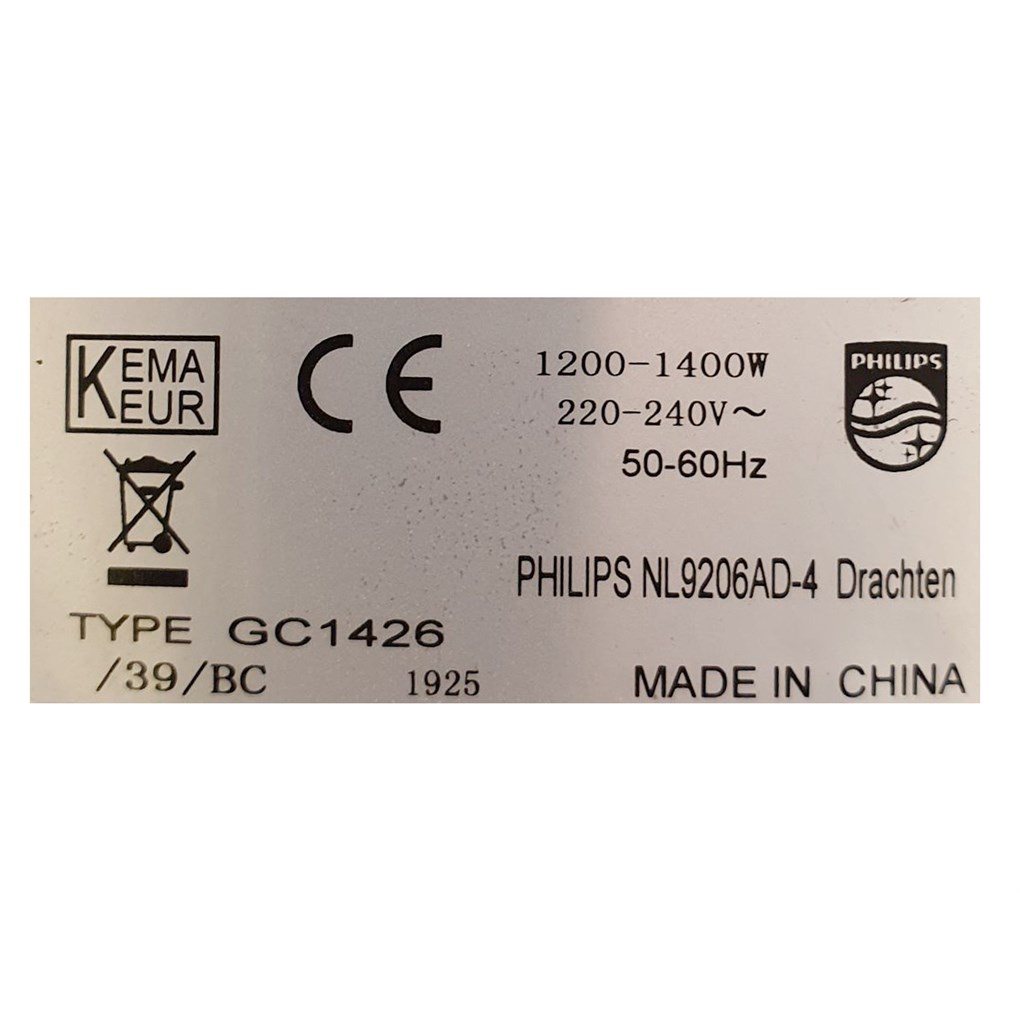 KEMA
KEUR
CE
1200-1400W
220-240V~
50-60Hz
PHILIPS
PHILIPS NL9206AD-4 Drachten
TYPE GC1426
/39/BC
1925
MADE IN CHINA